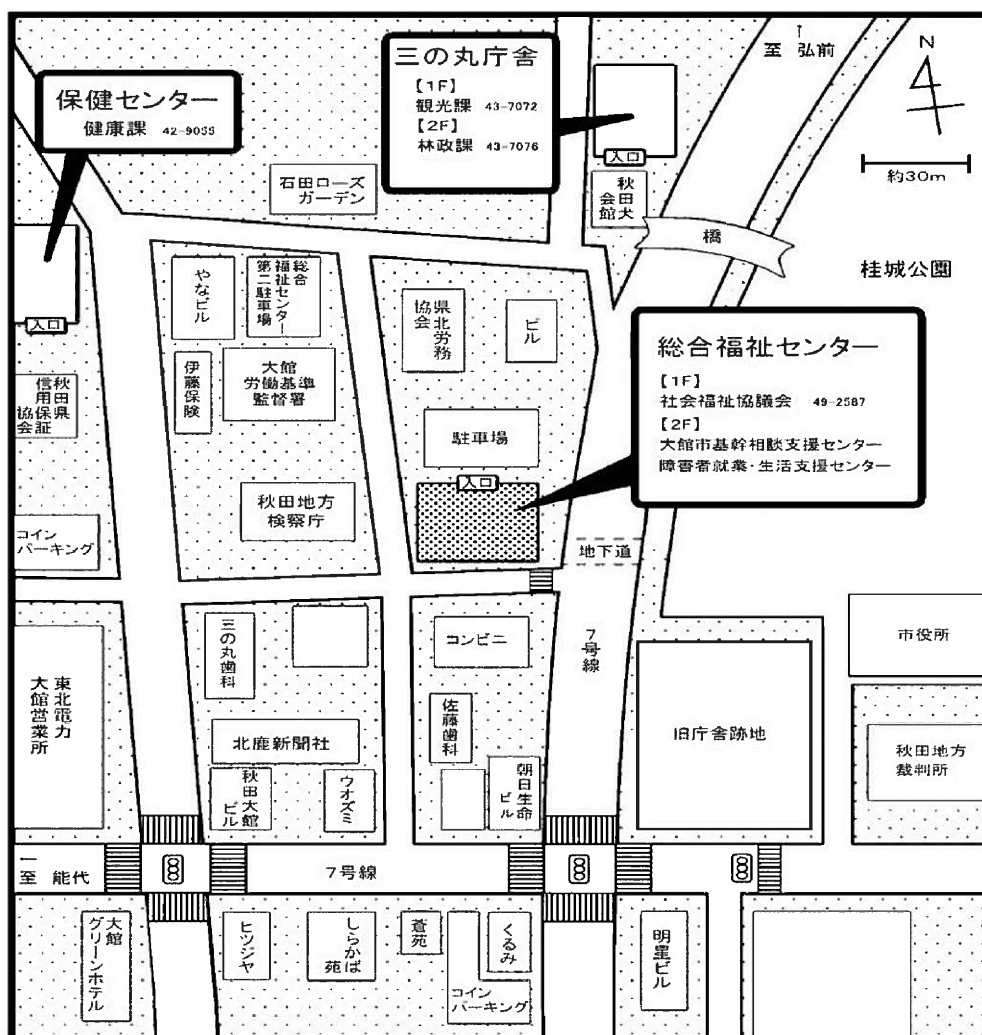 至 弘前
N
約30m
三の丸庁舎
【1F】
観光課 43-7072
【2F】
林政課 43-7076
保健センター
健康課 42-9055
入口
秋田犬
会館
石田ローズ
ガーデン
橋
桂城公園
やなビル
総合
福祉センター
第二駐車場
県北労務
協会
ビル
入口
伊藤保険
大館
労働基準
監督署
総合福祉センター
【1F】
社会福祉協議会 49-2587
【2F】
大館市基幹相談支援センター
障害者就業・生活支援センター
秋田県
信用保証
協会
駐車場
入口
秋田地方
検察庁
コイン
パーキング
地下道
三の丸歯科
コンビニ
7号線
市役所
東北電力
大館営業所
北鹿新聞社
佐藤歯科
旧庁舎跡地
秋田地方
裁判所
秋田大館
ビル
ウオズミ
朝日生命
ビル
至 能代
7号線
大館
グリーンホテル
ヒツジヤ
しらかば
苑
蒼苑
くるみ
コイン
パーキング
明星ビル